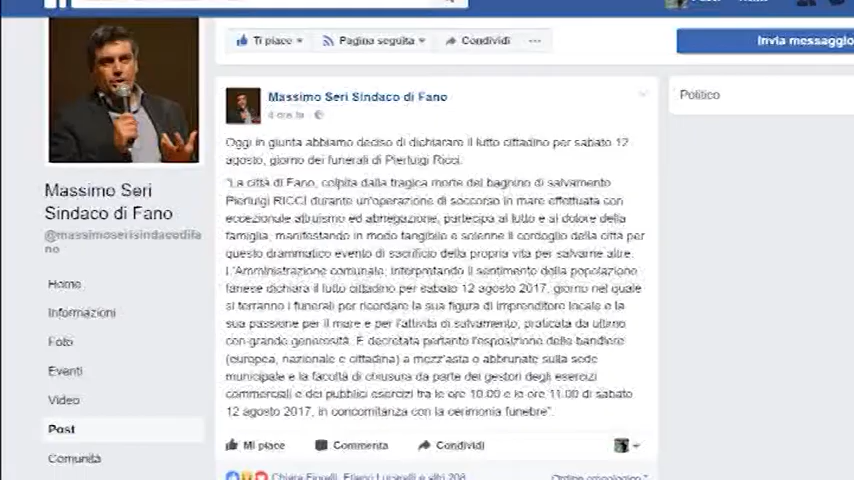 Ti piace
Pagina seguita
Condividi
Invia messaggio
Massimo Seri Sindaco di Fano
4 ore fa
Politico
Oggi in giunta abbiamo deciso di dichiarare il lutto cittadino per sabato 12
agosto, giorno dei funerali di Pierluigi Ricci.
"La città di Fano, colpita dalla tragica morte del bagnino di salvamento
Pierluigi RICCI durante un'operazione di soccorso in mare effettuata con
eccezionale altruismo ed abnegazione, partecipa al lutto e al dolore della
famiglia, manifestando in modo tangibile e solenne il cordoglio della città per
questo drammatico evento di sacrificio della propria vita per salvarne altre.
L'Amministrazione comunale, interpretando il sentimento della popolazione
fanese dichiara il lutto cittadino per sabato 12 agosto 2017, giorno nel quale
si terranno i funerali per ricordare la sua figura di imprenditore locale e la
sua passione per il mare e per l'attività di salvamento, praticata da ultimo
con grande generosità. E' decretata pertanto l'esposizione delle bandiere
(europea, nazionale e cittadina) a mezz'asta o abbrunate sulla sede
municipale e la facoltà di chiusura da parte dei gestori degli esercizi
commerciali e dei pubblici esercizi tra le ore 10.00 e le ore 11.00 di sabato
12 agosto 2017, in concomitanza con la cerimonia funebre".
Mi piace
Commenta
Condividi
e altri 208
Massimo Seri
Sindaco di Fano
@massimoserisindacodifa
no
Home
Informazioni
Foto
Eventi
Video
Post
Comunità